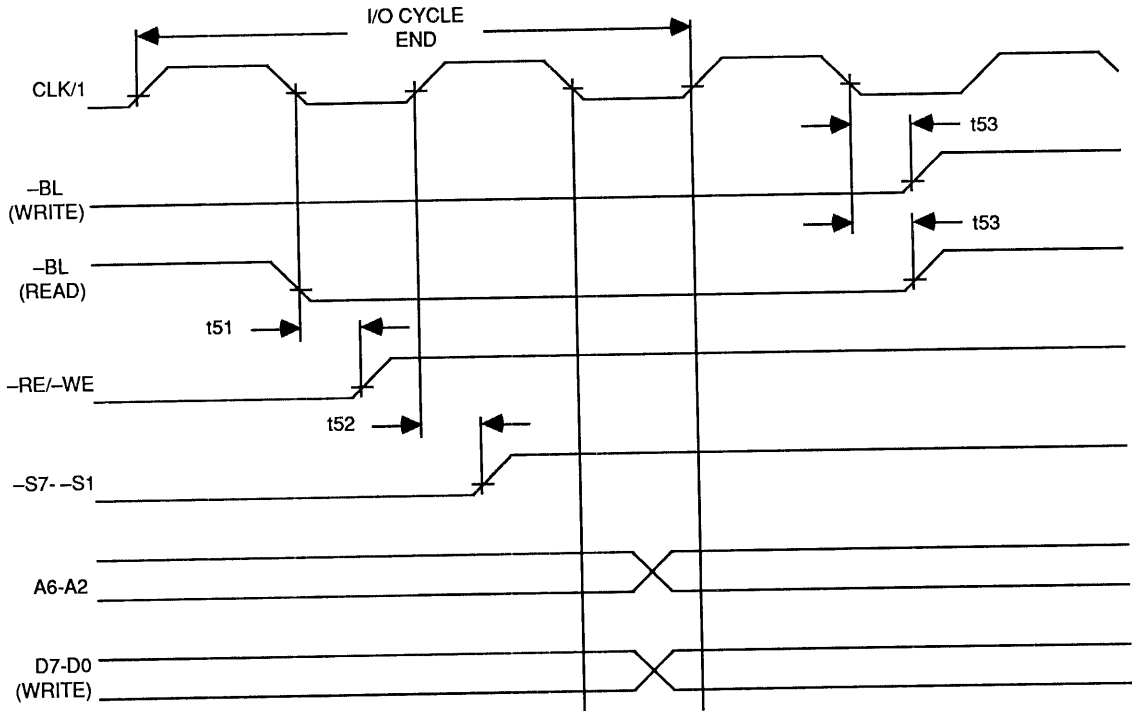 I/O CYCLE
END
CLK/1
t53
–BL
(WRITE)
t53
–BL
(READ)
t51
–RE/–WE
t52
–S7- –S1
A6-A2
D7-D0
(WRITE)